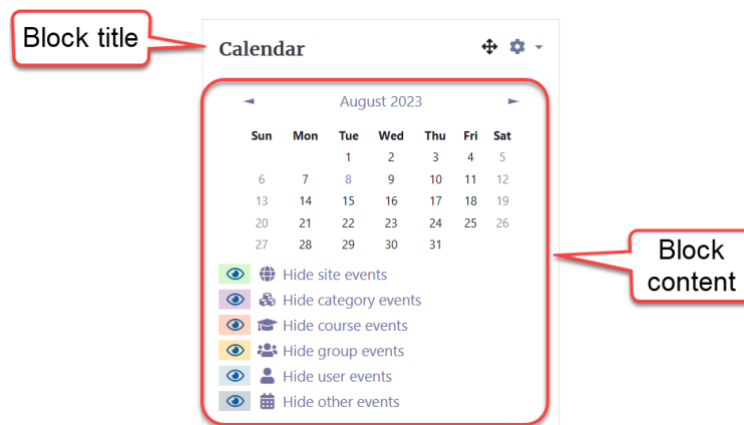 Block title
Calendar
August 2023
Sun Mon Tue Wed Thu Fri Sat
1 2 3 4 5
6 7 8 9 10 11 12
13 14 15 16 17 18 19
20 21 22 23 24 25 26
27 28 29 30 31
Block
content
Hide site events
Hide category events
Hide course events
Hide group events
Hide user events
Hide other events